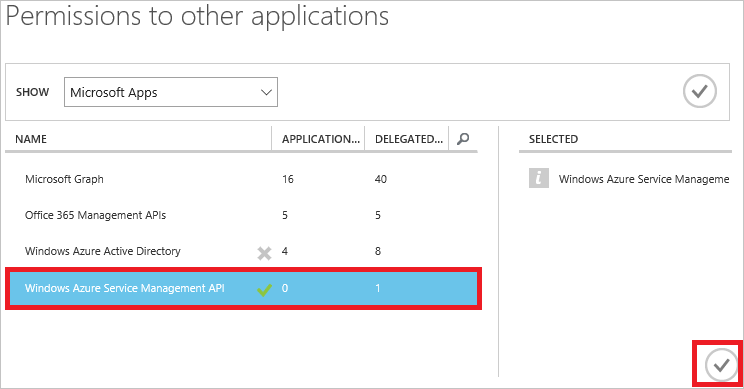 Permissions to other applications
SHOW Microsoft Apps
NAME APPLICATION... DELEGATED... SELECTED
Microsoft Graph 16 40 Windows Azure Service Manageme
Office 365 Management APIs 5 5
Windows Azure Active Directory 4 8
Windows Azure Service Management API 0 1